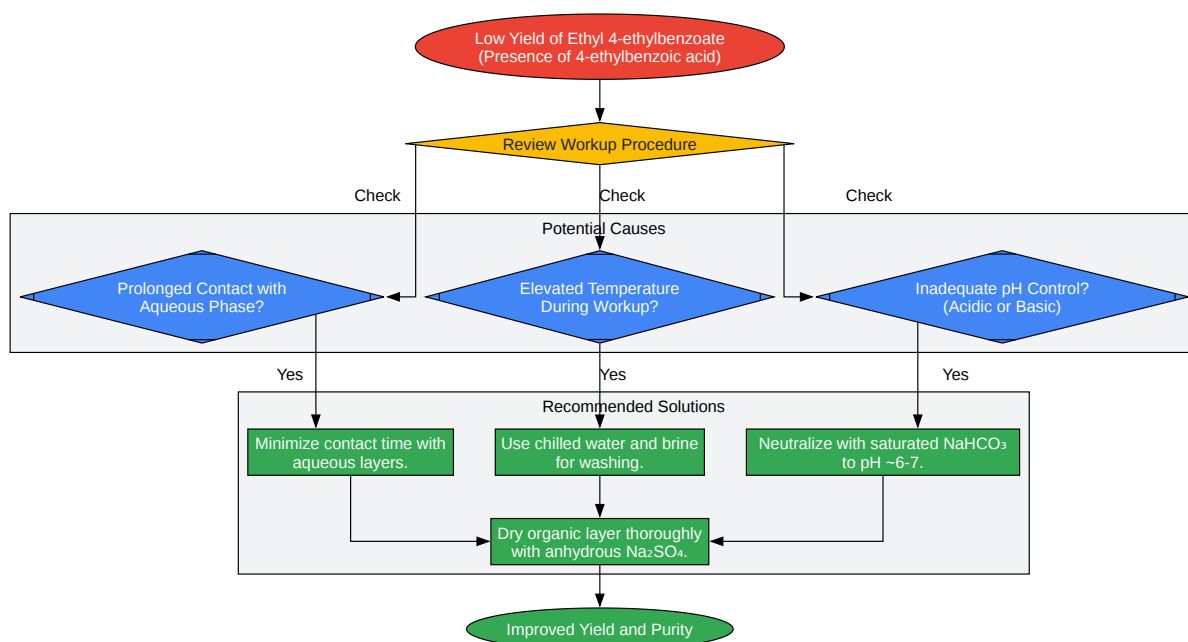 Low Yield of Ethyl 4-ethylbenzoate
(Presence of 4-ethylbenzoic acid)
Review Workup Procedure
Check
Check
Check
Potential Causes
Prolonged Contact with
Aqueous Phase?
Elevated Temperature
During Workup?
Inadequate pH Control?
(Acidic or Basic)
Yes
Yes
Yes
Recommended Solutions
Minimize contact time with
aqueous layers.
Use chilled water and brine
for washing.
Neutralize with saturated NaHCO₃
to pH ~6-7.
Dry organic layer thoroughly
with anhydrous Na₂SO₄.
Improved Yield and Purity